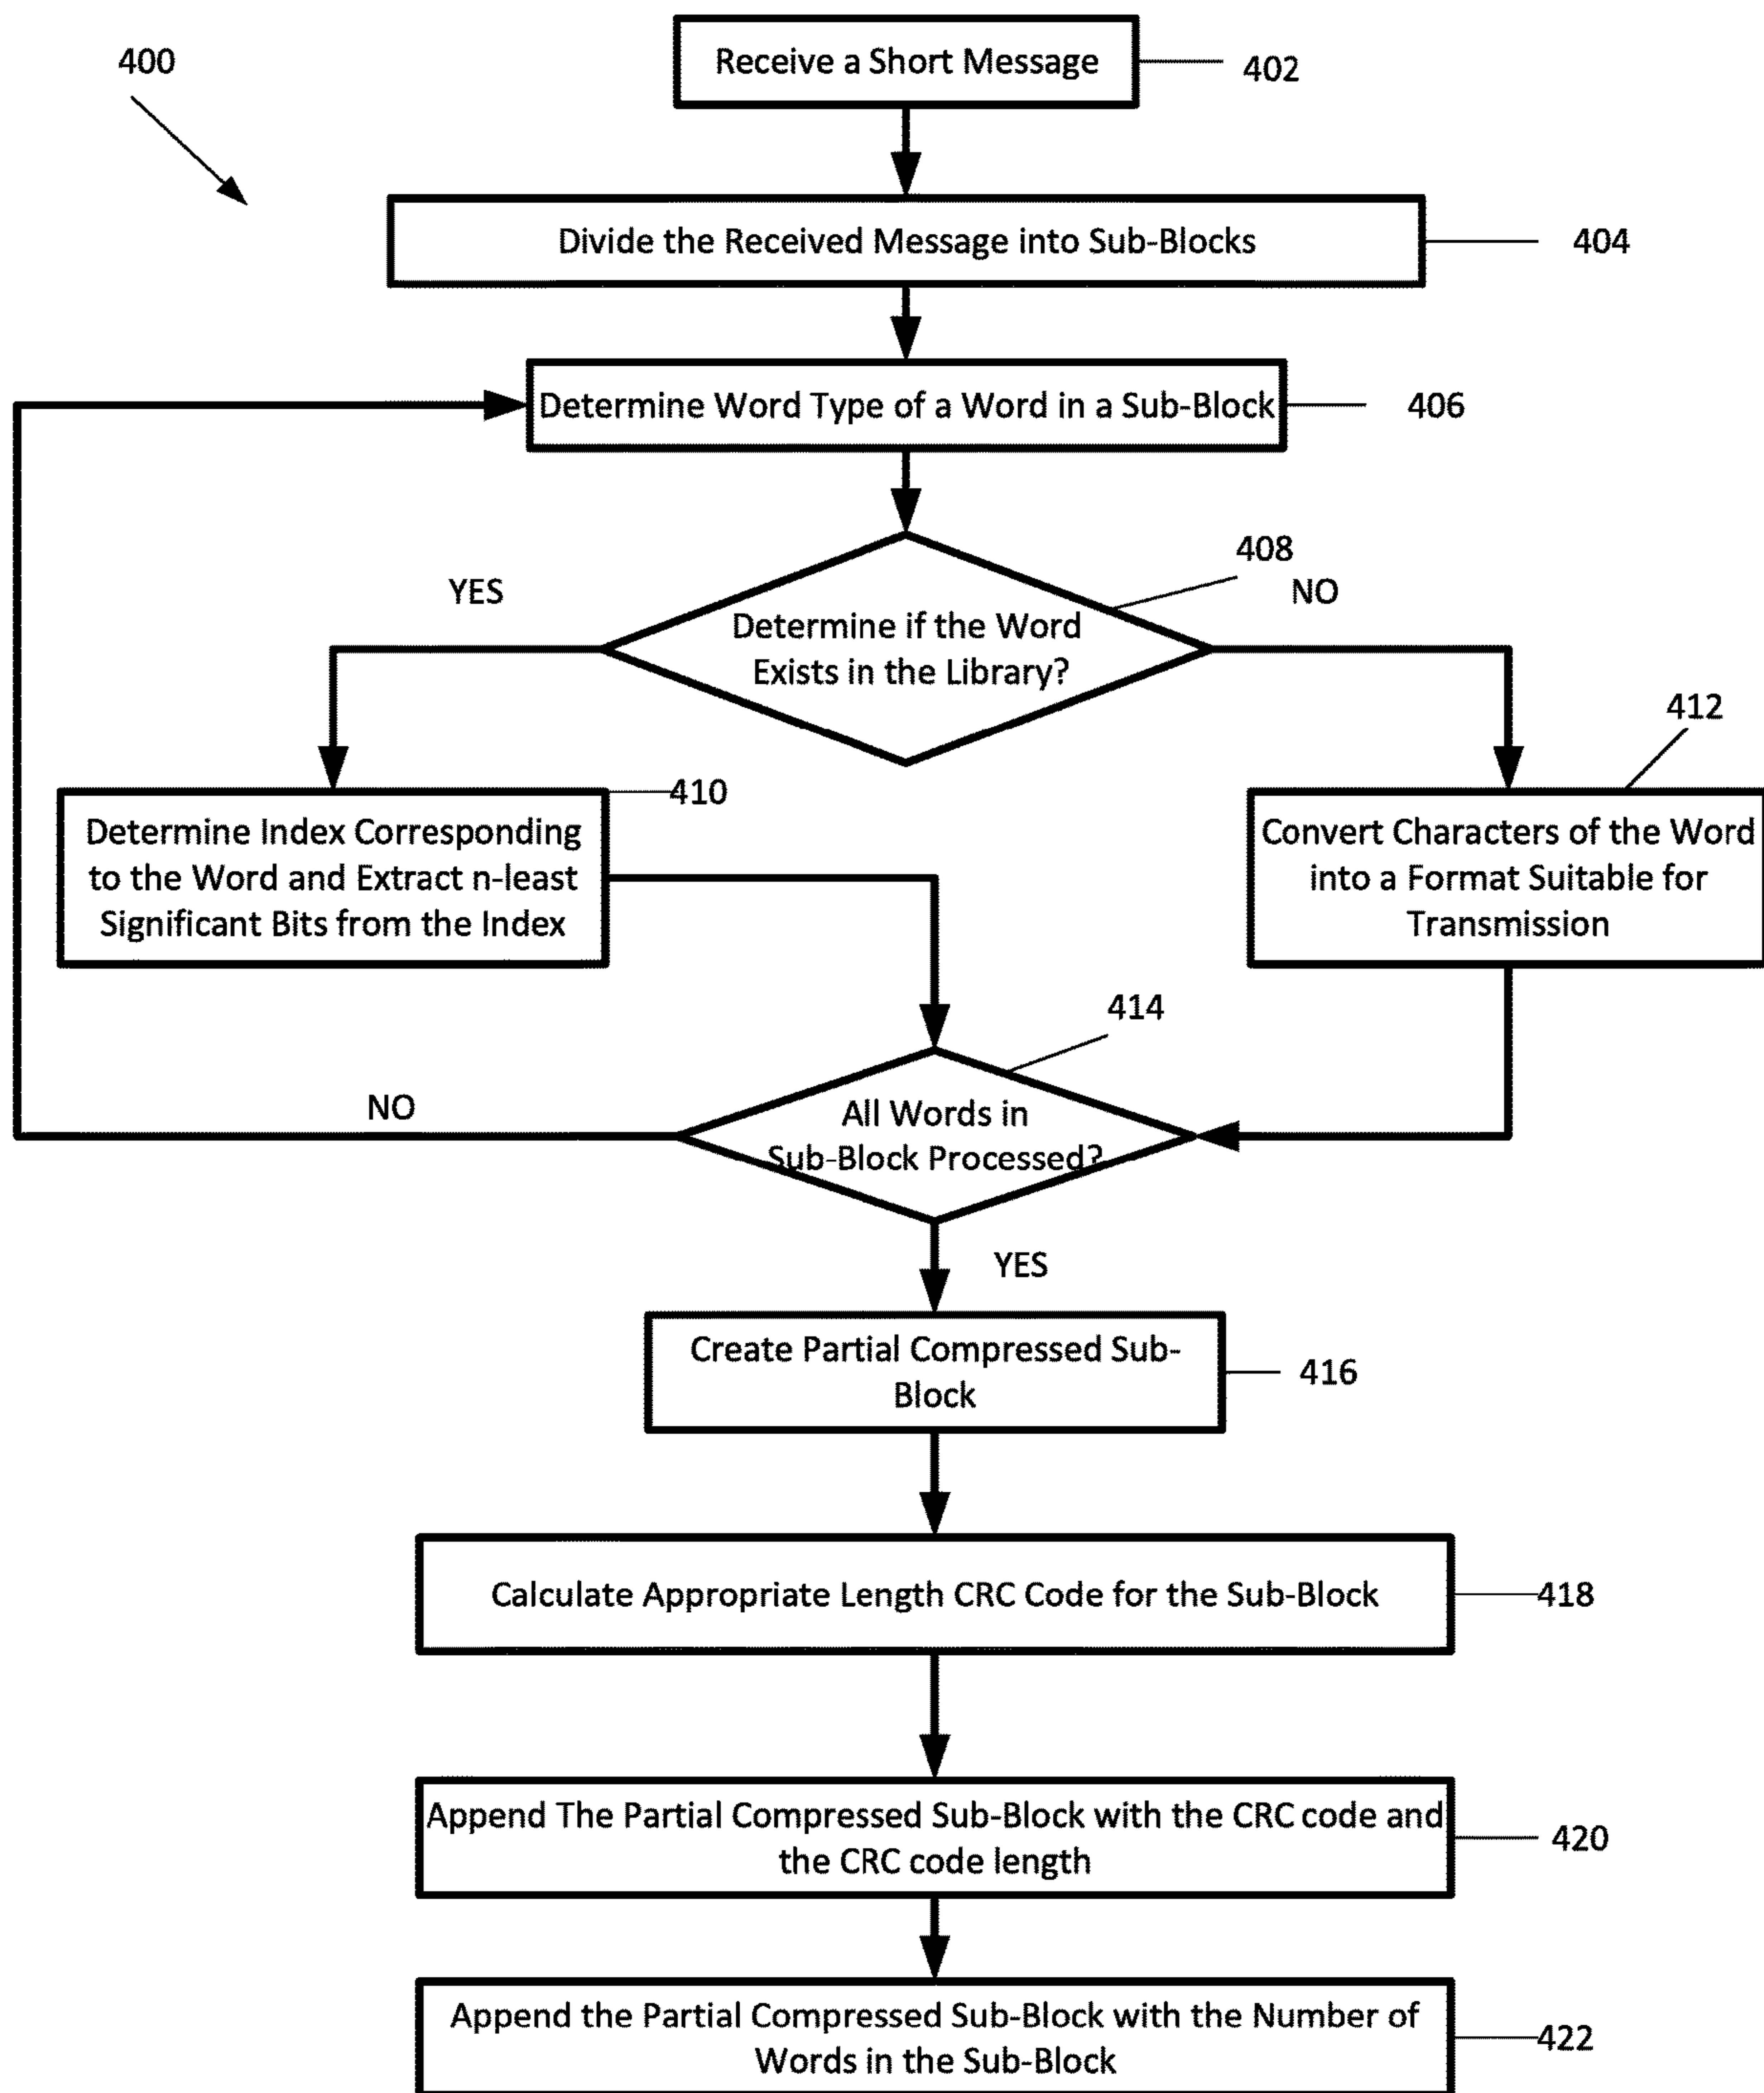 400
Receive a Short Message
402
Divide the Received Message into Sub-Blocks
404
Determine Word Type of a Word in a Sub-Block
406
408
YES
NO
Determine if the Word
Exists in the Library?
412
410
Determine Index Corresponding
to the Word and Extract n-least
Significant Bits from the Index
Convert Characters of the Word
into a Format Suitable for
Transmission
414
NO
All Words in
Sub-Block Processed?
YES
Create Partial Compressed Sub-
Block
416
Calculate Appropriate Length CRC Code for the Sub-Block
418
Append The Partial Compressed Sub-Block with the CRC code and
the CRC code length
420
Append the Partial Compressed Sub-Block with the Number of
Words in the Sub-Block
422